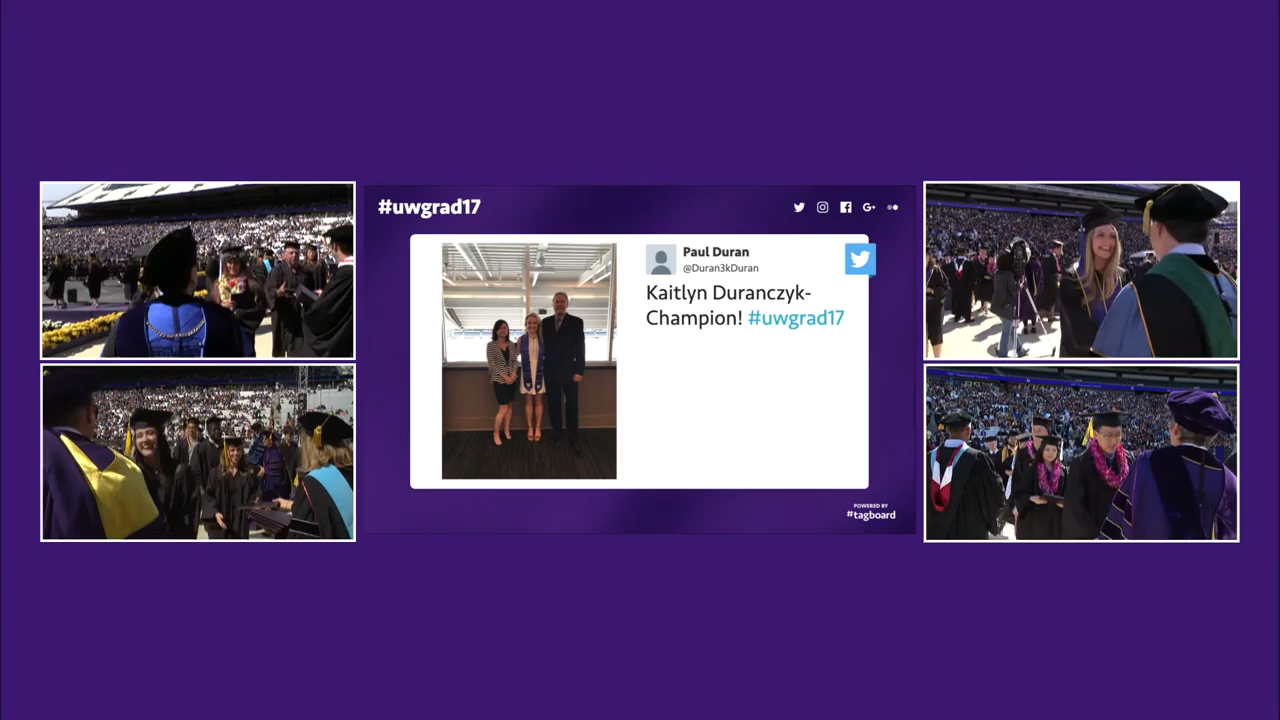 #uwgrad17
Paul Duran
@Duran3kDuran
Kaitlyn Duranczyk-
Champion! #uwgrad17
POWERED BY
#tagboard